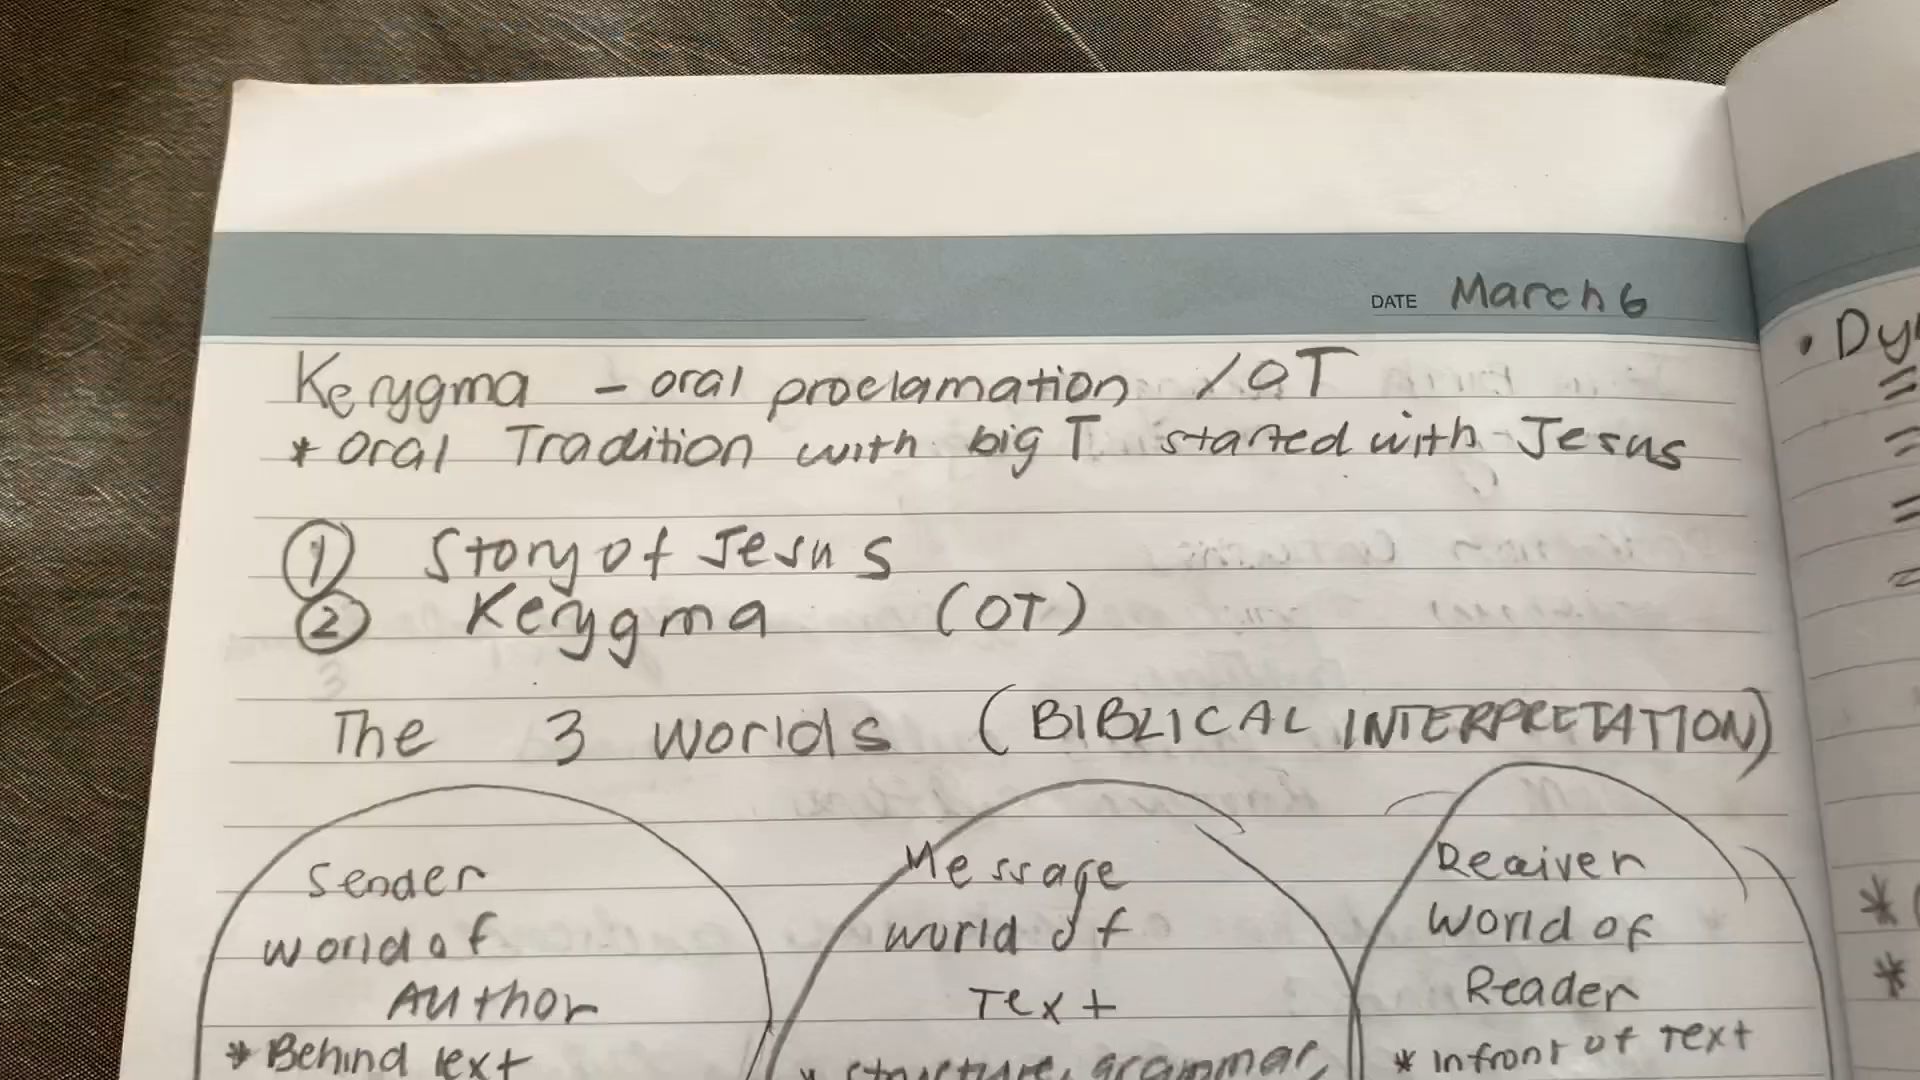 DATE March 6
Kerygma - oral proclamation / OT
* Oral Tradition with big T started with Jesus
① Story of Jesus
② Kerygma (OT)
The 3 worlds (BIBLICAL INTERPRETATION)
Sender
world of
Author
* Behind text
Message
world of
Text
* structure, grammar,
Receiver
World of
Reader
* Infront of Text